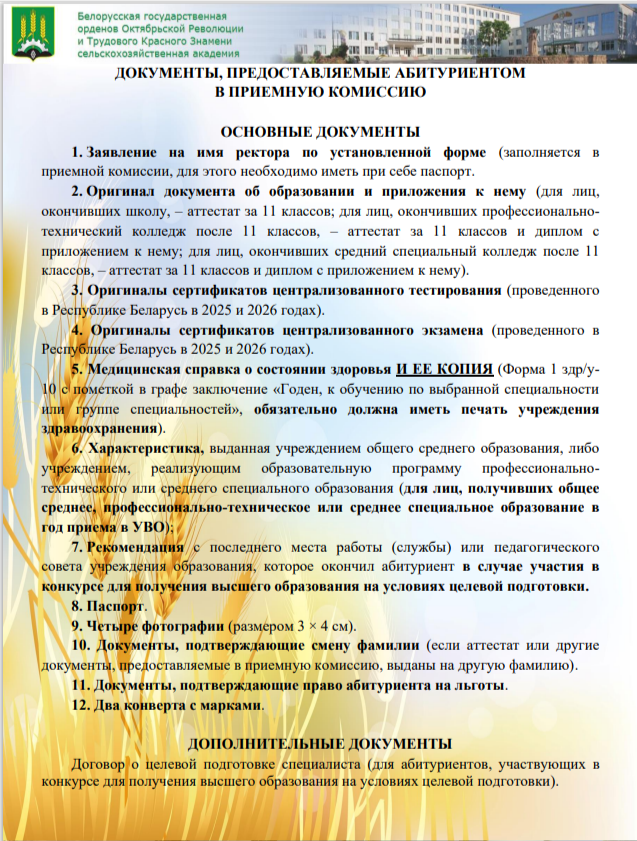 Белорусская государственная
орденов Октябрьской Революции
и Трудового Красного Знамени
сельскохозяйственная академия
ДОКУМЕНТЫ, ПРЕДОСТАВЛЯЕМЫЕ АБИТУРИЕНТОМ
В ПРИЕМНУЮ КОМИССИЮ
ОСНОВНЫЕ ДОКУМЕНТЫ
1. Заявление на имя ректора по установленной форме (заполняется в
приемной комиссии, для этого необходимо иметь при себе паспорт.
2. Оригинал документа об образовании и приложения к нему (для лиц,
окончивших школу, – аттестат за 11 классов; для лиц, окончивших профессионально-
технический колледж после 11 классов, – аттестат за 11 классов и диплом с
приложением к нему; для лиц, окончивших средний специальный колледж после 11
классов, – аттестат за 11 классов и диплом с приложением к нему).
3. Оригиналы сертификатов централизованного тестирования (проведенного
в Республике Беларусь в 2025 и 2026 годах).
4. Оригиналы сертификатов централизованного экзамена (проведенного в
Республике Беларусь в 2025 и 2026 годах).
5. Медицинская справка о состоянии здоровья И ЕЕ КОПИЯ (Форма 1 здр/у-
10 с пометкой в графе заключение «Годен, к обучению по выбранной специальности
или группе специальностей», обязательно должна иметь печать учреждения
здравоохранения).
6. Характеристика, выданная учреждением общего среднего образования, либо
учреждением, реализующим образовательную программу профессионально-
технического или среднего специального образования (для лиц, получивших общее
среднее, профессионально-техническое или среднее специальное образование в
год приема в УВО);
7. Рекомендация с последнего места работы (службы) или педагогического
совета учреждения образования, которое окончил абитуриент в случае участия в
конкурсе для получения высшего образования на условиях целевой подготовки.
8. Паспорт.
9. Четыре фотографии (размером 3 × 4 см).
10. Документы, подтверждающие смену фамилии (если аттестат или другие
документы, предоставляемые в приемную комиссию, выданы на другую фамилию).
11. Документы, подтверждающие право абитуриента на льготы.
12. Два конверта с марками.
ДОПОЛНИТЕЛЬНЫЕ ДОКУМЕНТЫ
Договор о целевой подготовке специалиста (для абитуриентов, участвующих в
конкурсе для получения высшего образования на условиях целевой подготовки).